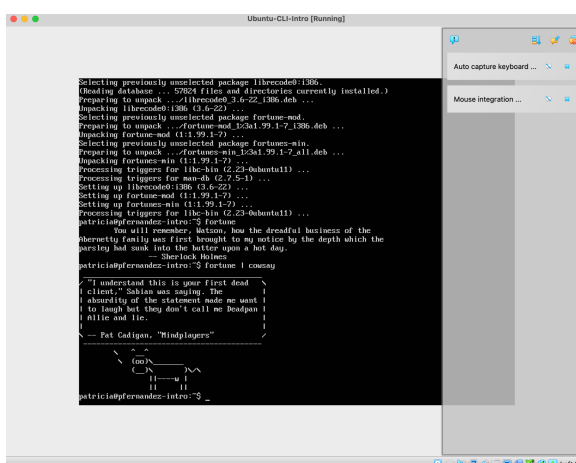 Ubuntu-CLI-Intro [Running]
Auto capture keyboard ...
Mouse integration ...
Selecting previously unselected package librecode0:i386.
(Reading database ... 57824 files and directories currently installed.)
Preparing to unpack .../librecode0_3.6-22_i386.deb ...
Unpacking librecode0:i386 (3.6-22) ...
Selecting previously unselected package fortune-mod.
Preparing to unpack .../fortune-mod_1%3a1.99.1-7_i386.deb ...
Unpacking fortune-mod (1:1.99.1-7) ...
Selecting previously unselected package fortunes-min.
Preparing to unpack .../fortunes-min_1%3a1.99.1-7_all.deb ...
Unpacking fortunes-min (1:1.99.1-7) ...
Processing triggers for libc-bin (2.23-0ubuntu11) ...
Processing triggers for man-db (2.7.5-1) ...
Setting up librecode0:i386 (3.6-22) ...
Setting up fortune-mod (1:1.99.1-7) ...
Setting up fortunes-min (1:1.99.1-7) ...
Processing triggers for libc-bin (2.23-0ubuntu11) ...
patricia@pfernandez-intro:~$ fortune
You will remember, Watson, how the dreadful business of the
Abernetty family was first brought to my notice by the depth which the
parsley had sunk into the butter upon a hot day.
-- Sherlock Holmes
patricia@pfernandez-intro:~$ fortune | cowsay
_________________________________________
/ "I understand this is your first dead \
| client," Sabian was saying. The |
| absurdity of the statement made me want |
| to laugh but they don't call me Deadpan |
| Allie and lie. |
| |
\ -- Pat Cadigan, "Mindplayers" /
-----------------------------------------
\ ^__^
\ (oo)\_______
(__)\ )\/\
||----w |
|| ||
patricia@pfernandez-intro:~$ _